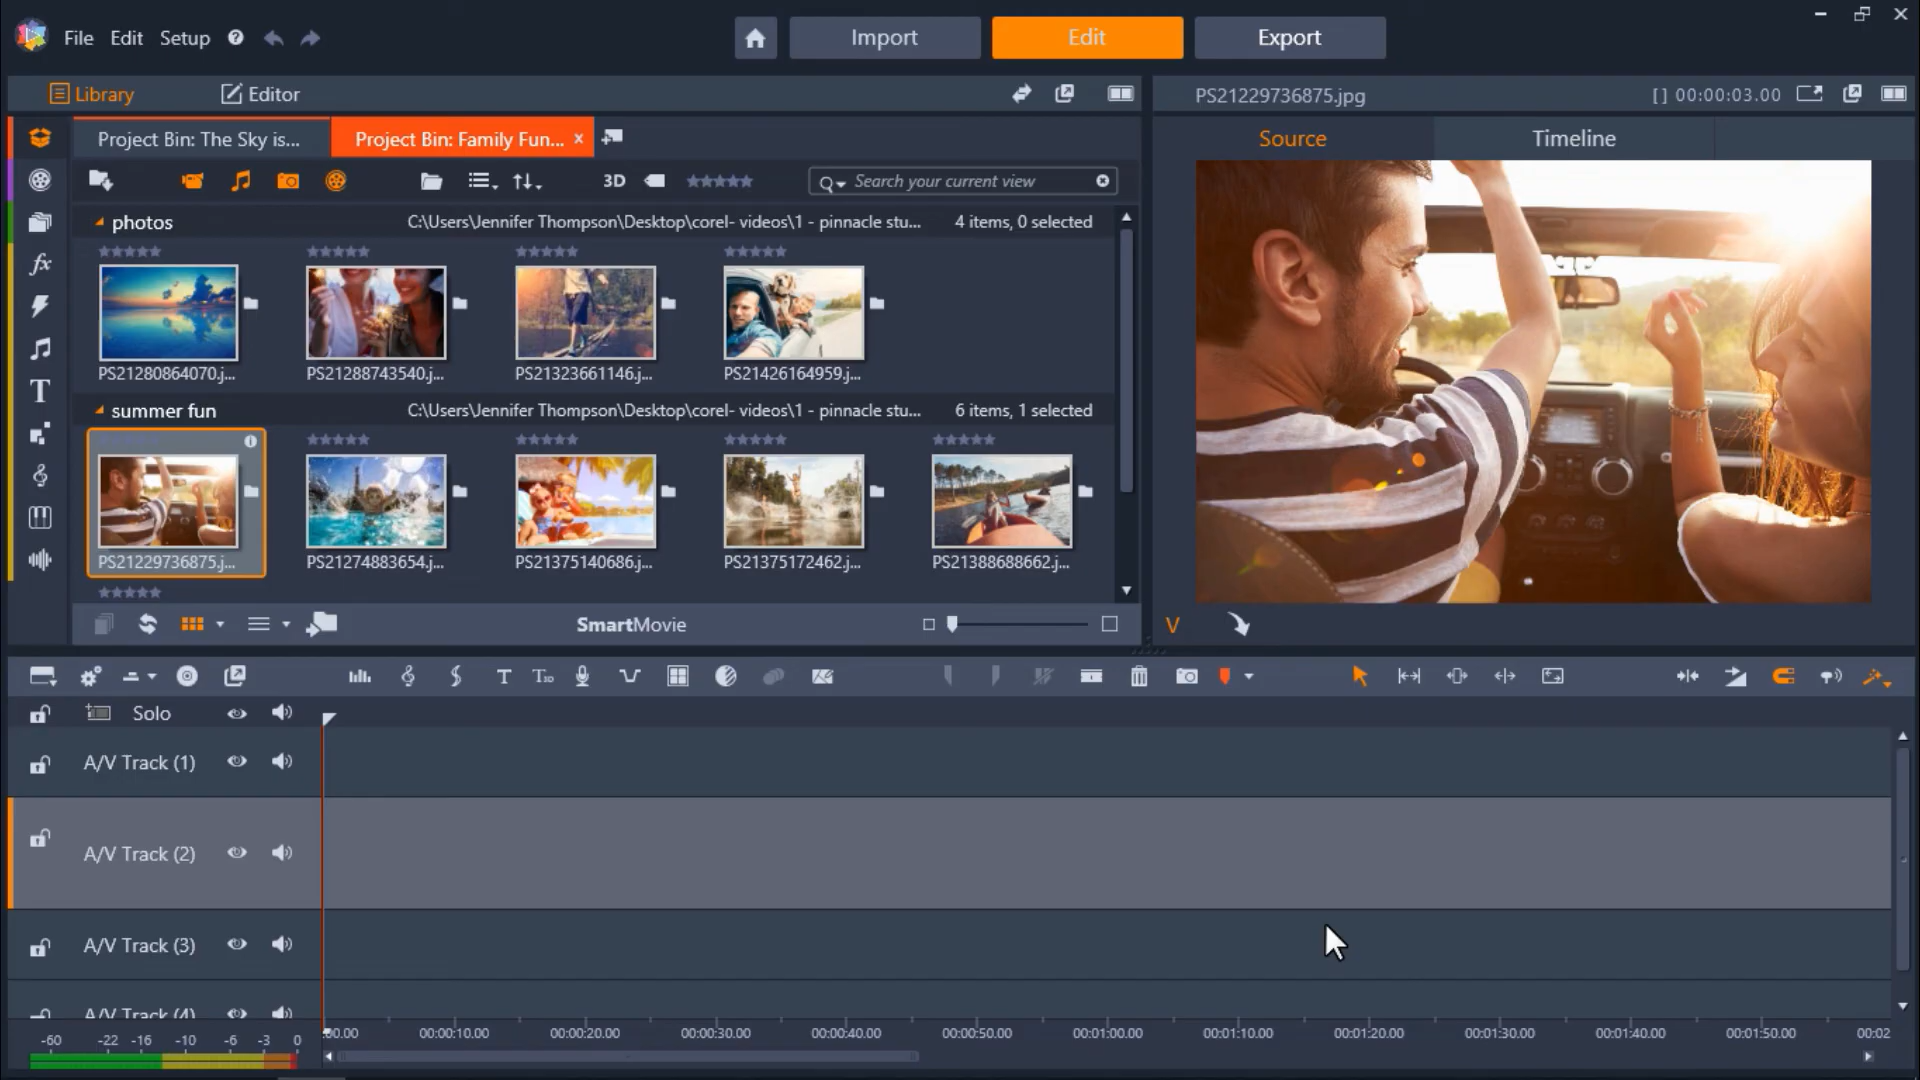 File Edit Setup ?
Import
Edit
Export
Library
Editor
PS21229736875.jpg
[] 00:00:03.00
Project Bin: The Sky is...
Project Bin: Family Fun... ×
Source
Timeline
3D
Search your current view
photos
C:\Users\Jennifer Thompson\Desktop\corel- videos\1 - pinnacle stu...
4 items, 0 selected
PS21280864070.j...
PS21288743540.j...
PS21323661146.j...
PS21426164959.j...
summer fun
C:\Users\Jennifer Thompson\Desktop\corel- videos\1 - pinnacle stu...
6 items, 1 selected
PS21229736875.j...
PS21274883654.j...
PS21375140686.j...
PS21375172462.j...
PS21388688662.j...
SmartMovie
V
Solo
A/V Track (1)
A/V Track (2)
A/V Track (3)
A/V Track (4)
-60 -22 -16 -10 -6 -3 0
:00.00 00:00:10.00 00:00:20.00 00:00:30.00 00:00:40.00 00:00:50.00 00:01:00.00 00:01:10.00 00:01:20.00 00:01:30.00 00:01:40.00 00:01:50.00 00:02